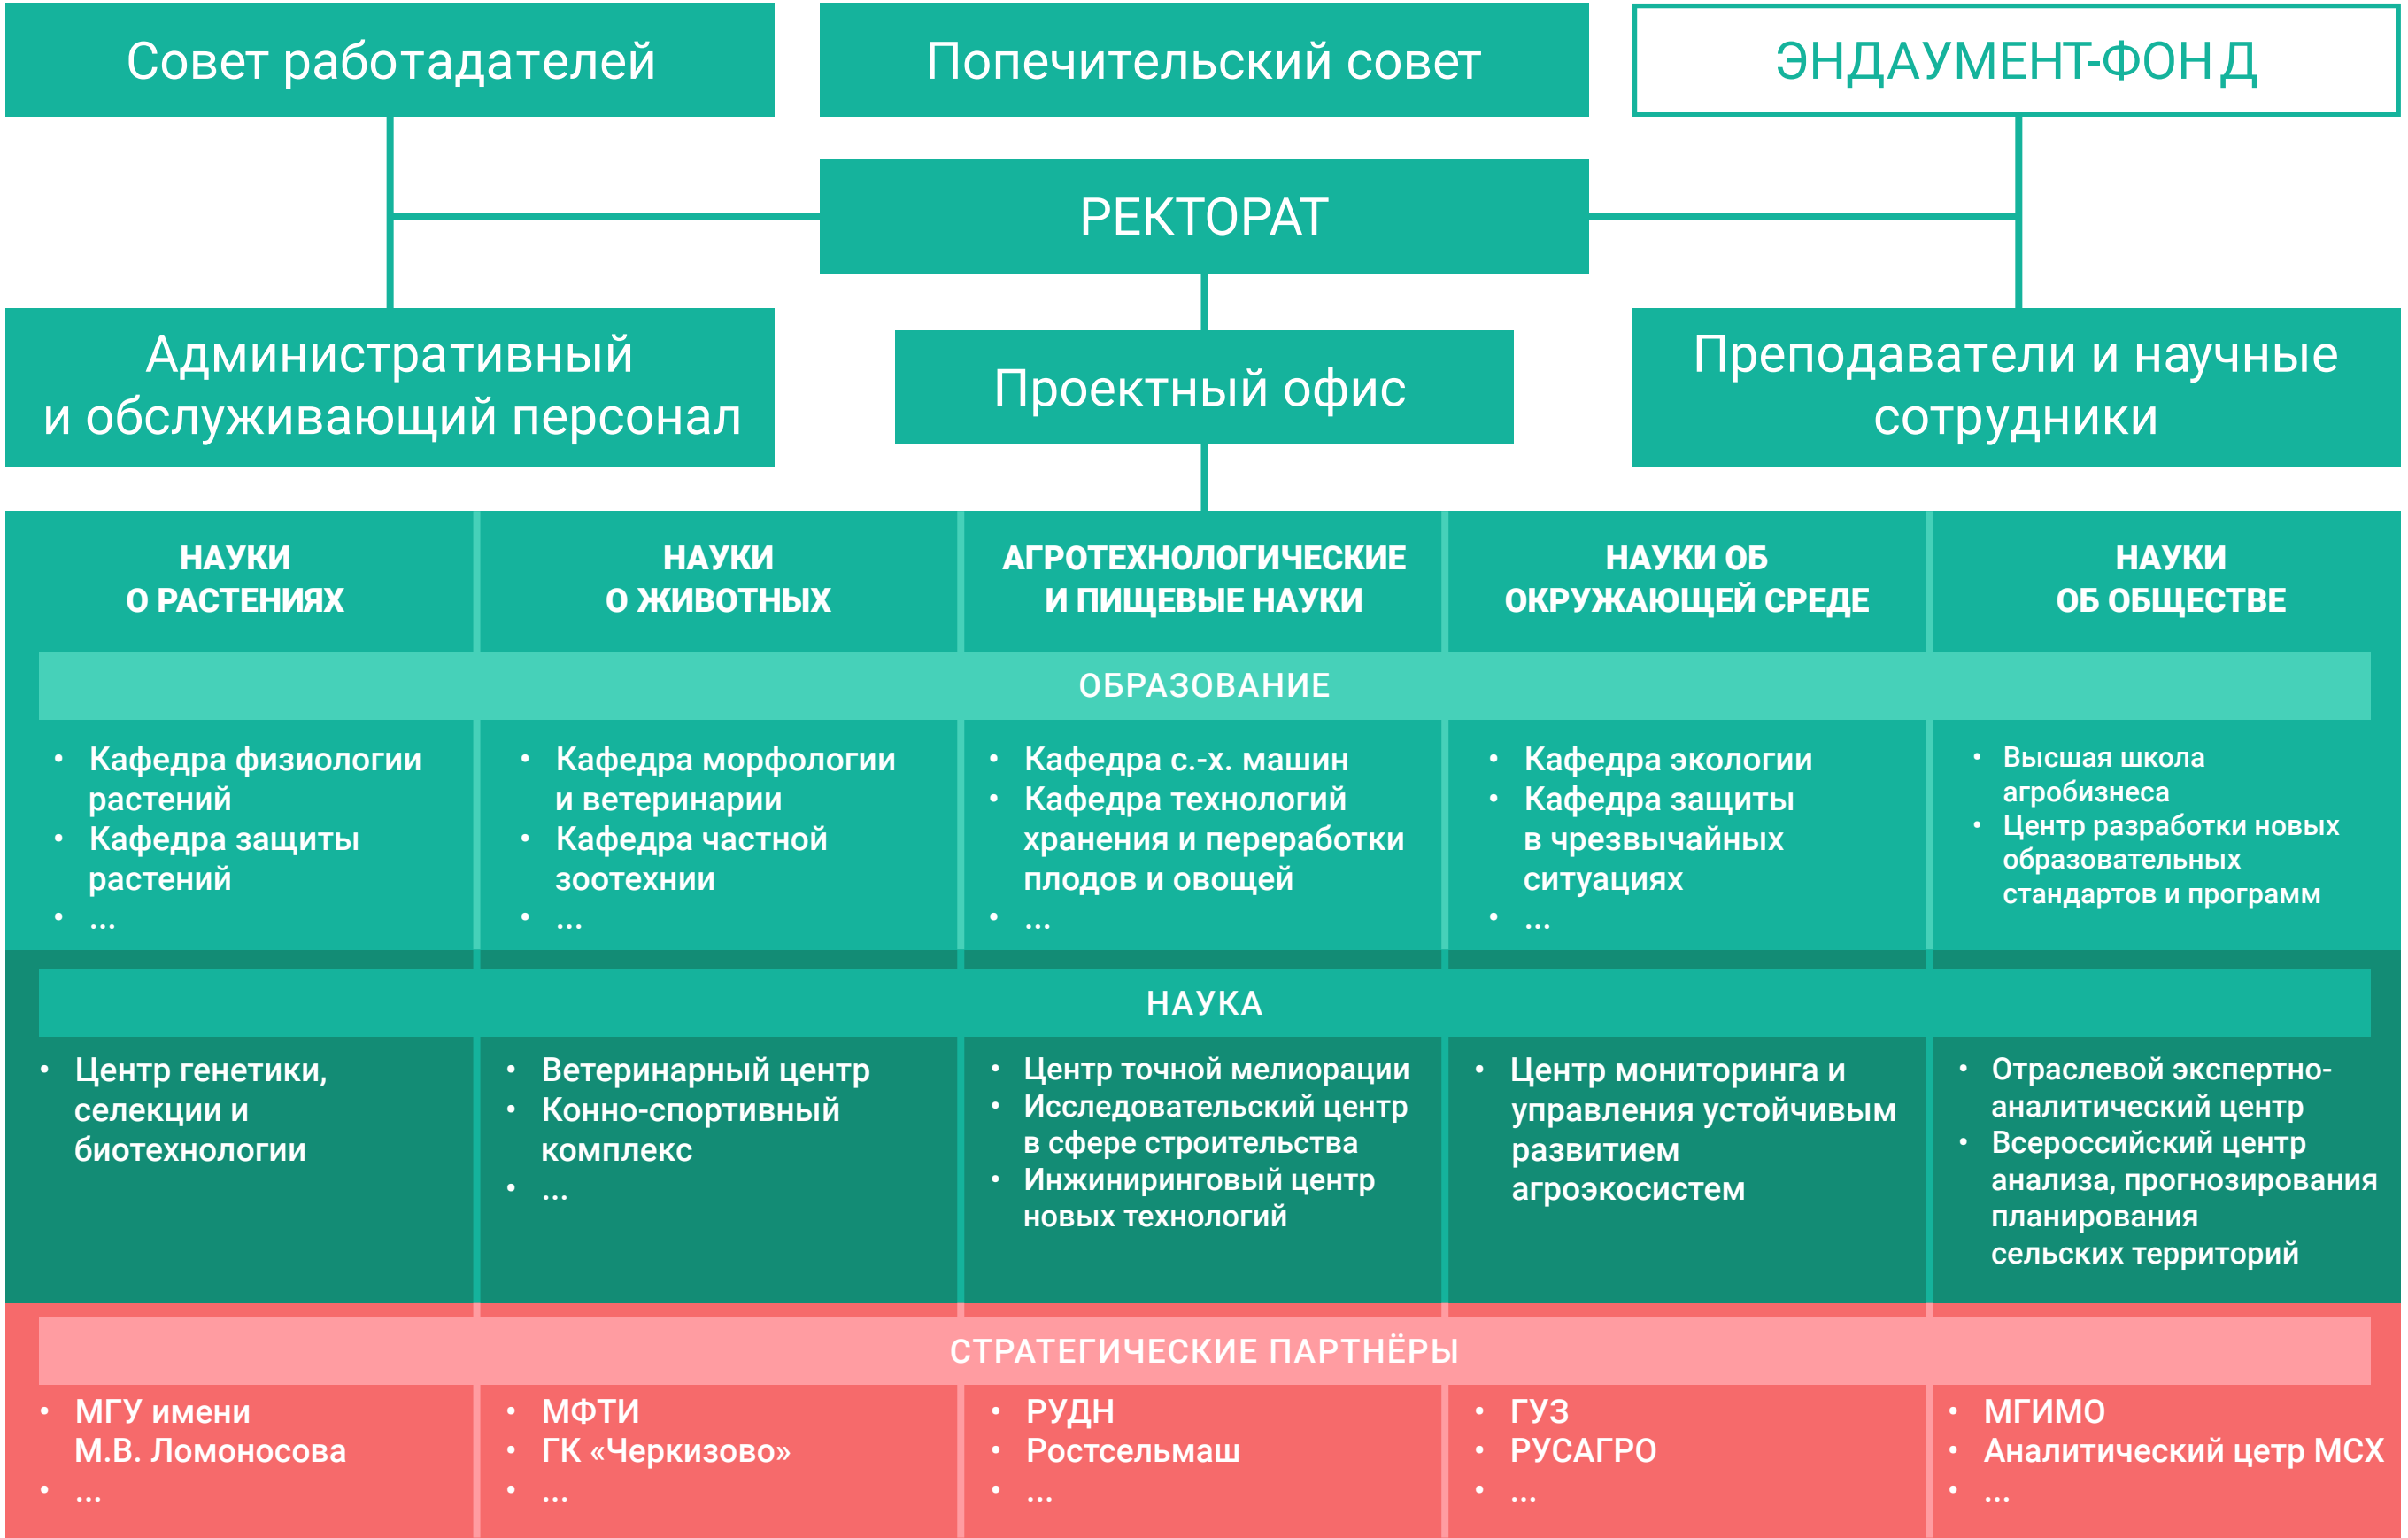 Совет работадателей
Попечительский совет
ЭНДАУМЕНТ-ФОНД
РЕКТОРАТ
Административный
и обслуживающий персонал
Проектный офис
Преподаватели и научные
сотрудники
НАУКИ
О РАСТЕНИЯХ
НАУКИ
О ЖИВОТНЫХ
АГРОТЕХНОЛОГИЧЕСКИЕ
И ПИЩЕВЫЕ НАУКИ
НАУКИ ОБ
ОКРУЖАЮЩЕЙ СРЕДЕ
НАУКИ
ОБ ОБЩЕСТВЕ
ОБРАЗОВАНИЕ
• Кафедра физиологии
растений
• Кафедра защиты
растений
• ...
• Кафедра морфологии
и ветеринарии
• Кафедра частной
зоотехнии
• ...
• Кафедра с.-х. машин
• Кафедра технологий
хранения и переработки
плодов и овощей
• ...
• Кафедра экологии
• Кафедра защиты
в чрезвычайных
ситуациях
• ...
• Высшая школа
агробизнеса
• Центр разработки новых
образовательных
стандартов и программ
НАУКА
• Центр генетики,
селекции и
биотехнологии
• Ветеринарный центр
• Конно-спортивный
комплекс
• ...
• Центр точной мелиорации
• Исследовательский центр
в сфере строительства
• Инжиниринговый центр
новых технологий
• Центр мониторинга и
управления устойчивым
развитием
агроэкосистем
• Отраслевой экспертно-
аналитический центр
• Всероссийский центр
анализа, прогнозирования
планирования
сельских территорий
СТРАТЕГИЧЕСКИЕ ПАРТНЁРЫ
• МГУ имени
М.В. Ломоносова
• ...
• МФТИ
• ГК «Черкизово»
• ...
• РУДН
• Ростсельмаш
• ...
• ГУЗ
• РУСАГРО
• ...
• МГИМО
• Аналитический цетр МСХ
• ...